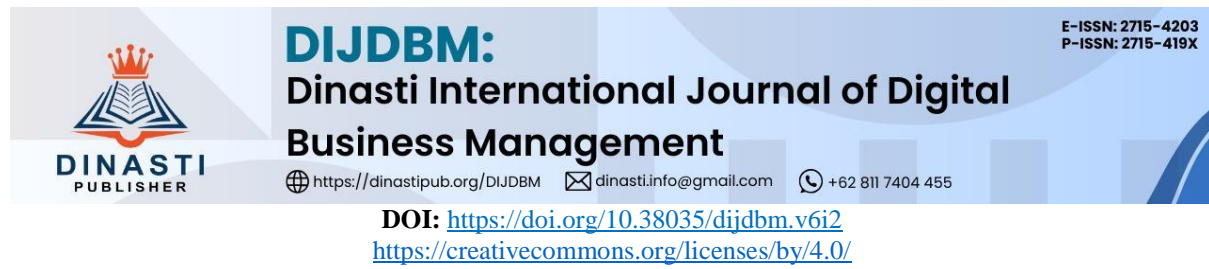 E-ISSN: 2715-4203
P-ISSN: 2715-419X
DIJDBM:
Dinasti International Journal of Digital
Business Management
DINASTI
PUBLISHER
https://dinastipub.org/DIJDBM dinasti.info@gmail.com +62 811 7404 455
DOI: https://doi.org/10.38035/dijdbm.v6i2
https://creativecommons.org/licenses/by/4.0/